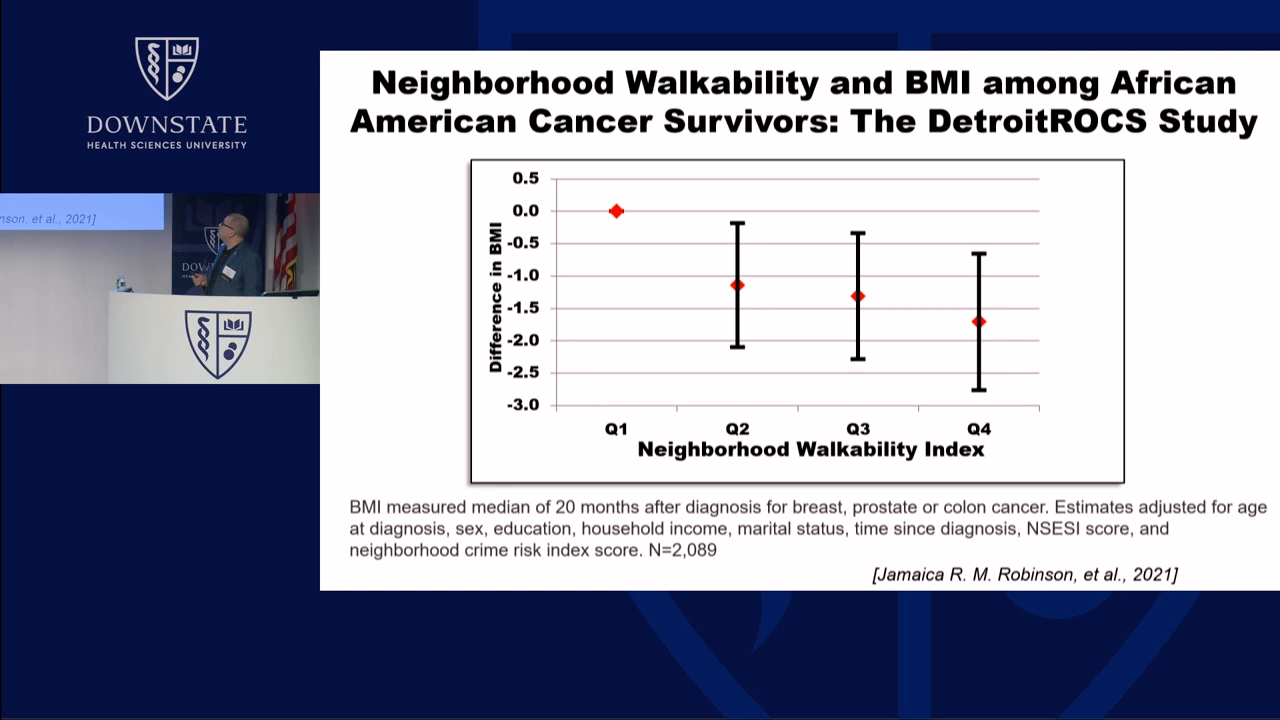 DOWNSTATE
HEALTH SCIENCES UNIVERSITY
nson, et al., 2021]
Neighborhood Walkability and BMI among African
American Cancer Survivors: The DetroitROCS Study
Difference in BMI
0.5
0.0
-0.5
-1.0
-1.5
-2.0
-2.5
-3.0
Q1 Q2 Q3 Q4
Neighborhood Walkability Index
BMI measured median of 20 months after diagnosis for breast, prostate or colon cancer. Estimates adjusted for age
at diagnosis, sex, education, household income, marital status, time since diagnosis, NSESI score, and
neighborhood crime risk index score. N=2,089
[Jamaica R. M. Robinson, et al., 2021]